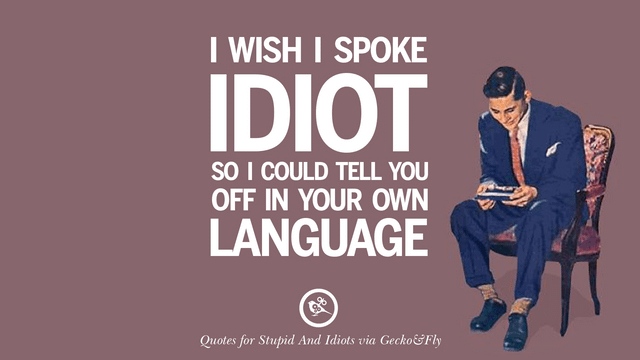 I WISH I SPOKE
IDIOT
SO I COULD TELL YOU
OFF IN YOUR OWN
LANGUAGE
Quotes for Stupid And Idiots via Gecko&Fly